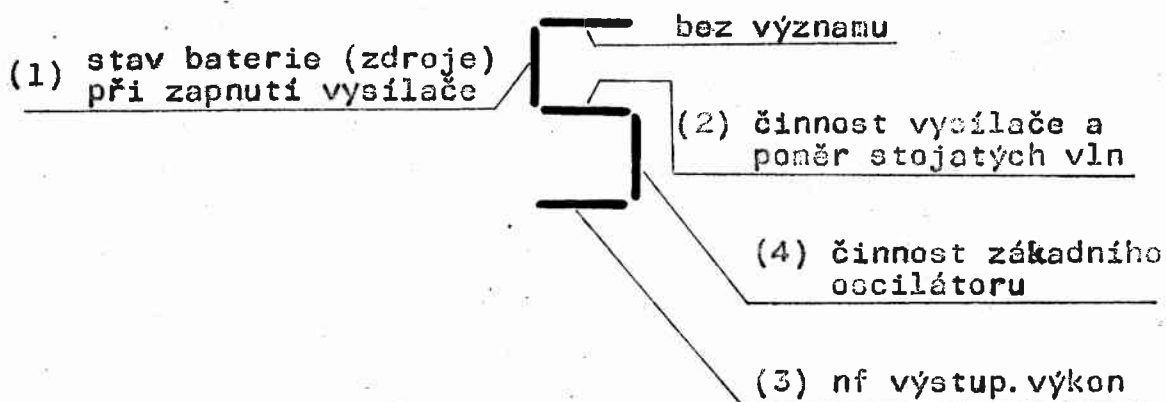 bez významu
(1) stav baterie (zdroje)
při zapnutí vysílače
(2) činnost vysílače a
poměr stojatých vln
(4) činnost zákadního
oscilátoru
(3) nf výstup.výkon